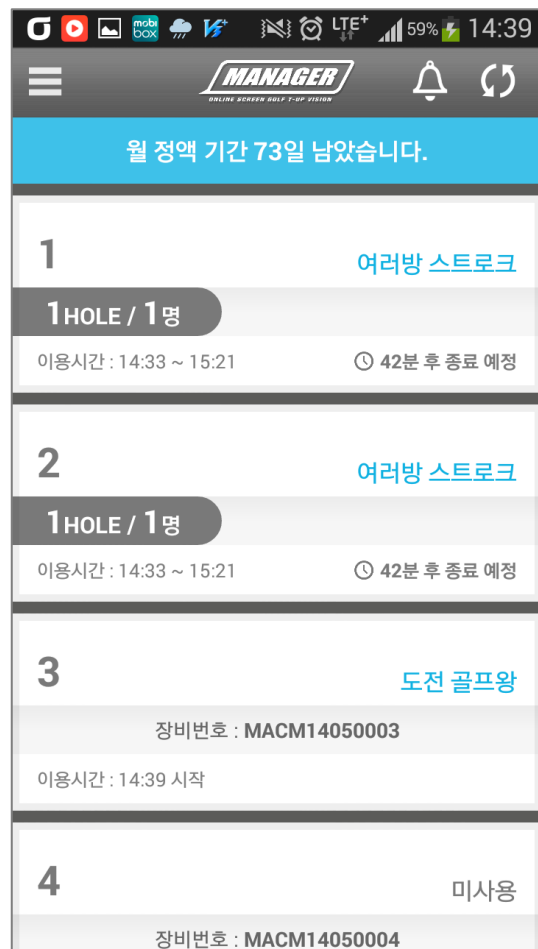 mobi
box
LTE+
59%
14:39
MANAGER
ONLINE SCREEN GOLF T-UP VISION
월 정액 기간 73일 남았습니다.
1
여러방 스트로크
1HOLE / 1명
이용시간 : 14:33 ~ 15:21
42분 후 종료 예정
2
여러방 스트로크
1HOLE / 1명
이용시간 : 14:33 ~ 15:21
42분 후 종료 예정
3
도전 골프왕
장비번호 : MACM14050003
이용시간 : 14:39 시작
4
미사용
장비번호 : MACM14050004